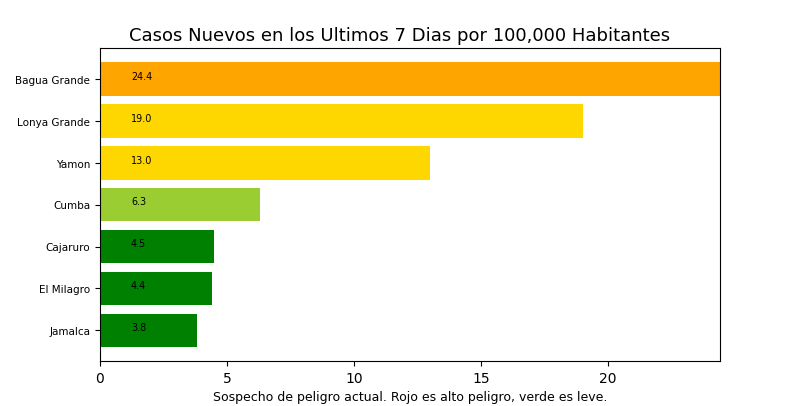 Casos Nuevos en los Ultimos 7 Dias por 100,000 Habitantes
Bagua Grande 24.4
Lonya Grande 19.0
Yamon 13.0
Cumba 6.3
Cajaruro 4.5
El Milagro 4.4
Jamalca 3.8
0 5 10 15 20
Sospecho de peligro actual. Rojo es alto peligro, verde es leve.